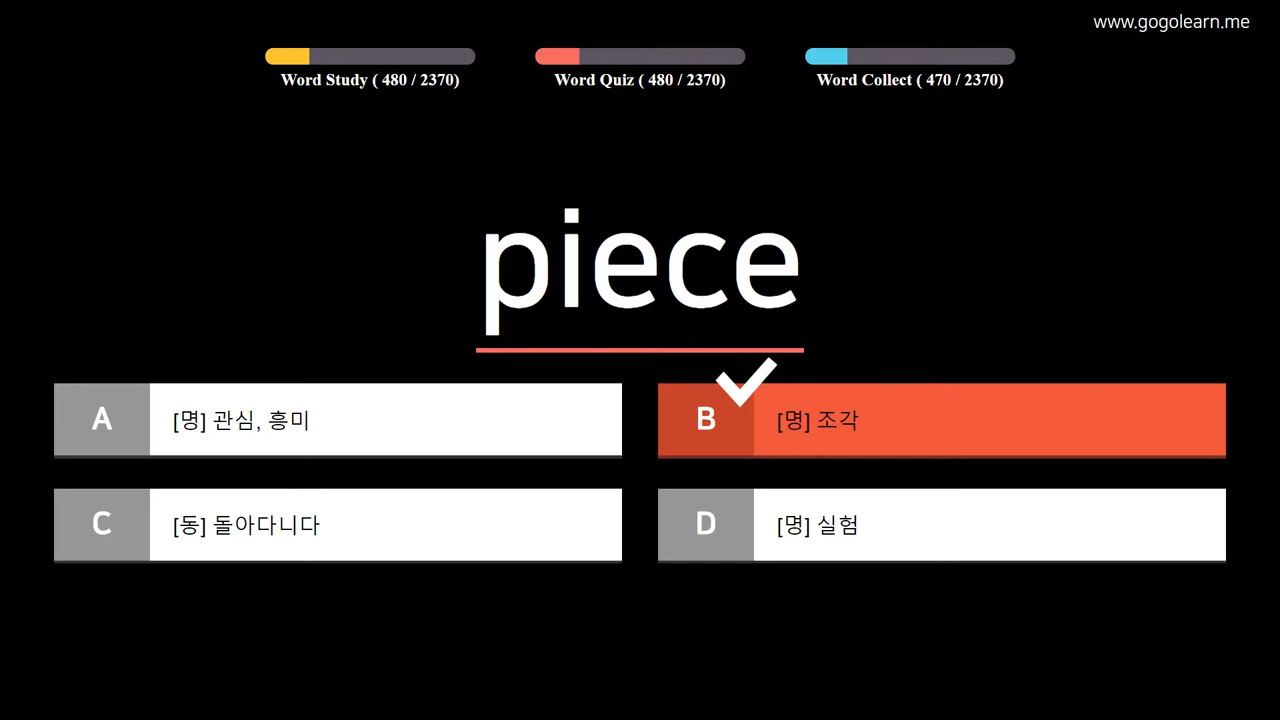 www.gogolearn.me
Word Study ( 480 / 2370)
Word Quiz ( 480 / 2370)
Word Collect ( 470 / 2370)
piece
A [명] 관심, 흥미
B [명] 조각
C [동] 돌아다니다
D [명] 실험